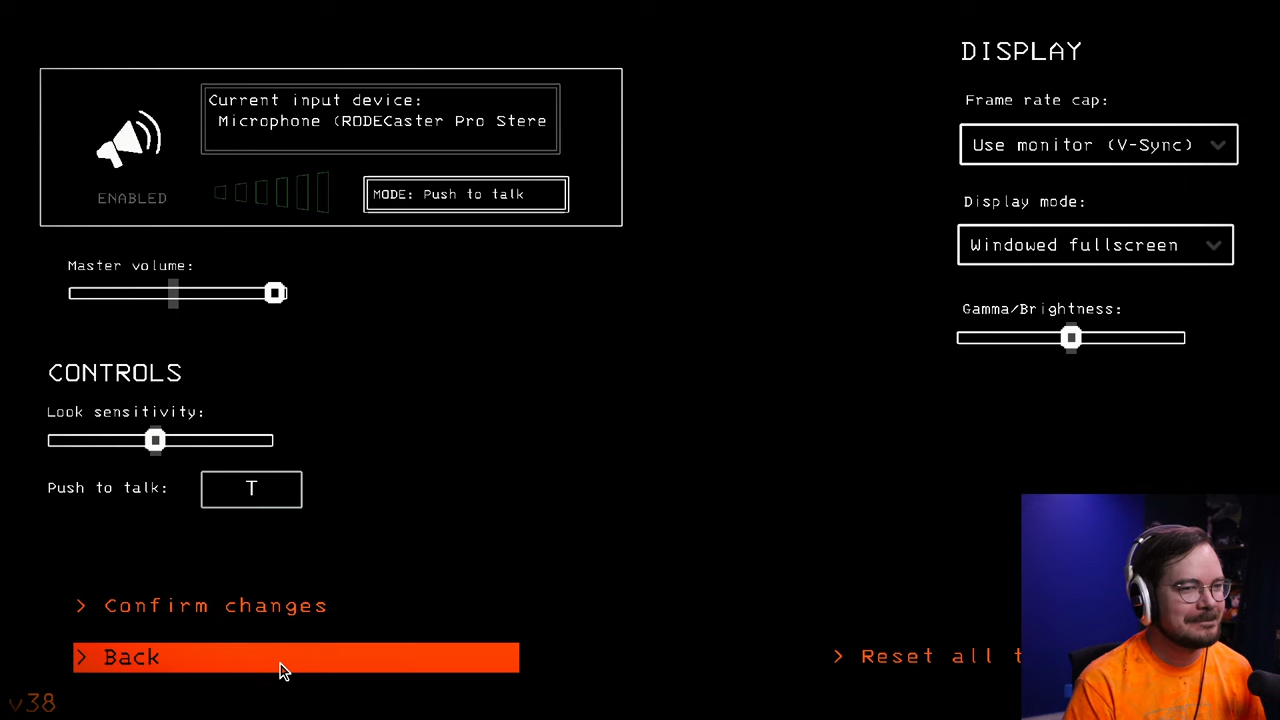 Current input device:
Microphone (RODECaster Pro Stere
ENABLED
MODE: Push to talk
Master volume:
CONTROLS
Look sensitivity:
Push to talk: T
> Confirm changes
> Back
v38
DISPLAY
Frame rate cap:
Use monitor (V-Sync)
Display mode:
Windowed fullscreen
Gamma/Brightness:
> Reset all t